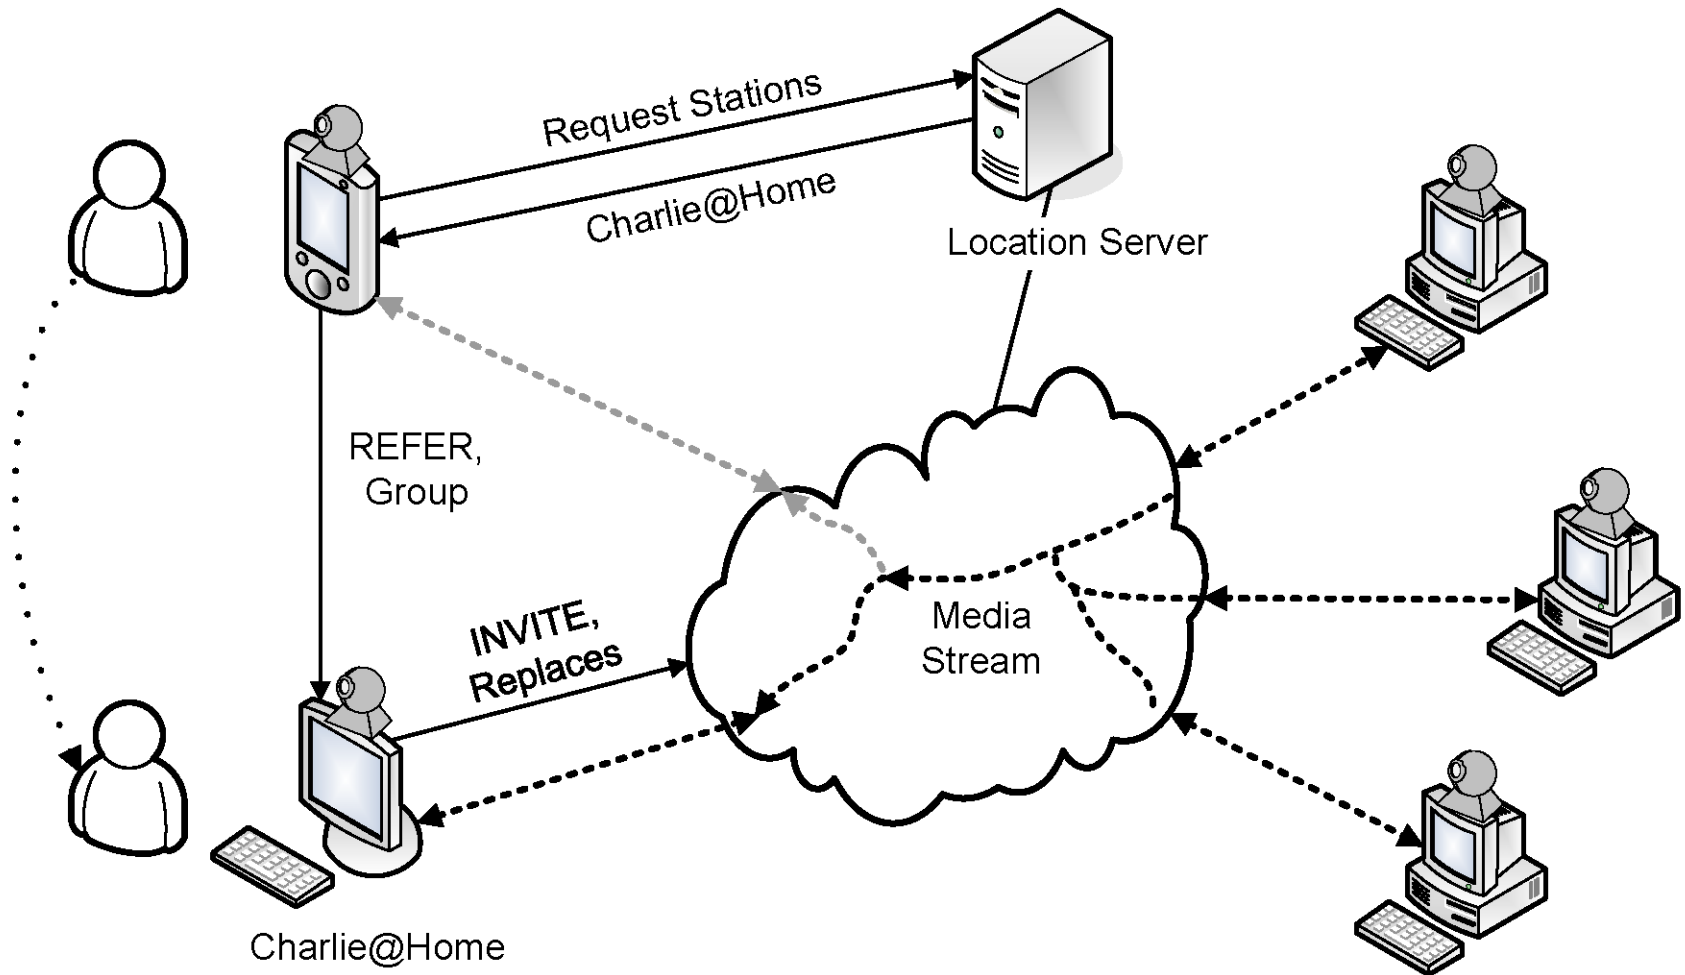 Request Stations
Charlie@Home
Location Server
REFER,
Group
INVITE,
Replaces
Media
Stream
Charlie@Home